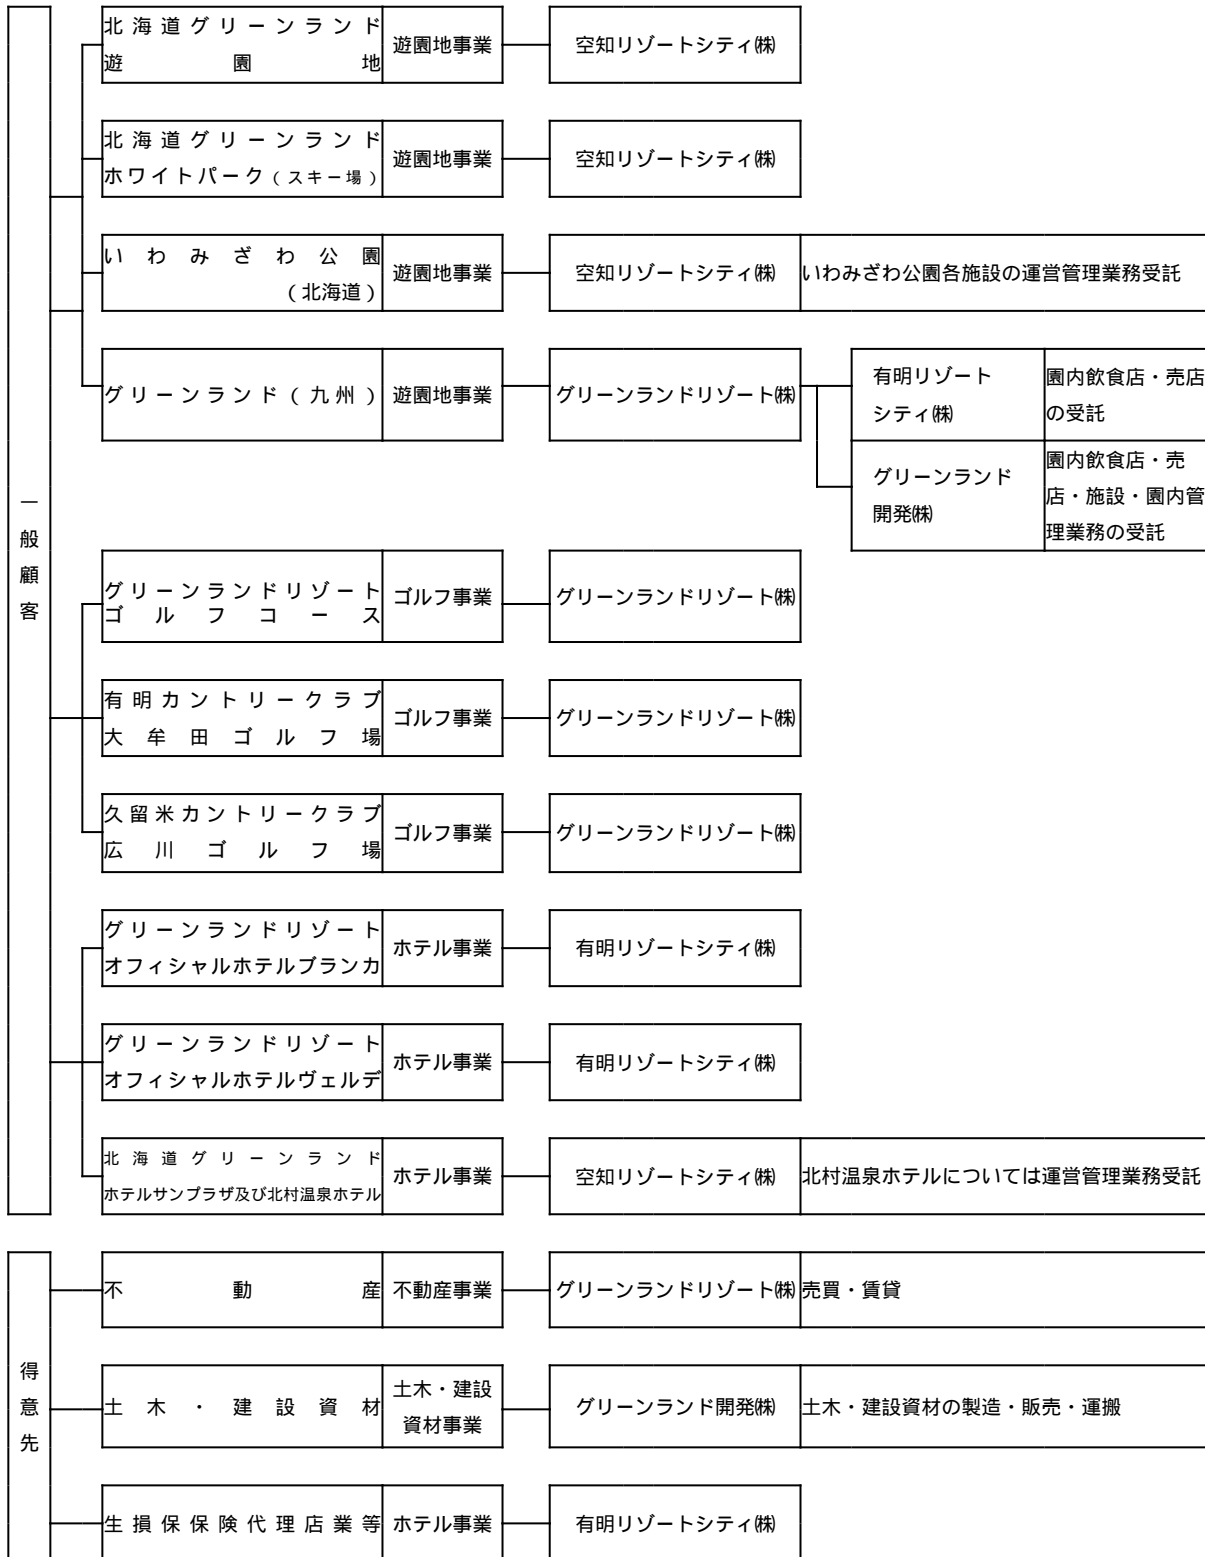 一般顧客
北海道グリーンランド
遊園地
遊園地事業
空知リゾートシティ㈱
北海道グリーンランド
ホワイトパーク(スキー場)
遊園地事業
空知リゾートシティ㈱
いわみざわ公園
(北海道)
遊園地事業
空知リゾートシティ㈱
いわみざわ公園各施設の運営管理業務受託
グリーンランド(九州)
遊園地事業
グリーンランドリゾート㈱
有明リゾート
シティ㈱
園内飲食店・売店
の受託
グリーンランド
開発㈱
園内飲食店・売
店・施設・園内管
理業務の受託
グリーンランドリゾート
ゴルフコース
ゴルフ事業
グリーンランドリゾート㈱
有明カントリークラブ
大牟田ゴルフ場
ゴルフ事業
グリーンランドリゾート㈱
久留米カントリークラブ
広川ゴルフ場
ゴルフ事業
グリーンランドリゾート㈱
グリーンランドリゾート
オフィシャルホテルブランカ
ホテル事業
有明リゾートシティ㈱
グリーンランドリゾート
オフィシャルホテルヴェルデ
ホテル事業
有明リゾートシティ㈱
北海道グリーンランド
ホテルサンプラザ及び北村温泉ホテル
ホテル事業
空知リゾートシティ㈱
北村温泉ホテルについては運営管理業務受託
得意先
不動産
不動産事業
グリーンランドリゾート㈱
売買・賃貸
土木・建設資材
土木・建設
資材事業
グリーンランド開発㈱
土木・建設資材の製造・販売・運搬
生損保保険代理店業等
ホテル事業
有明リゾートシティ㈱